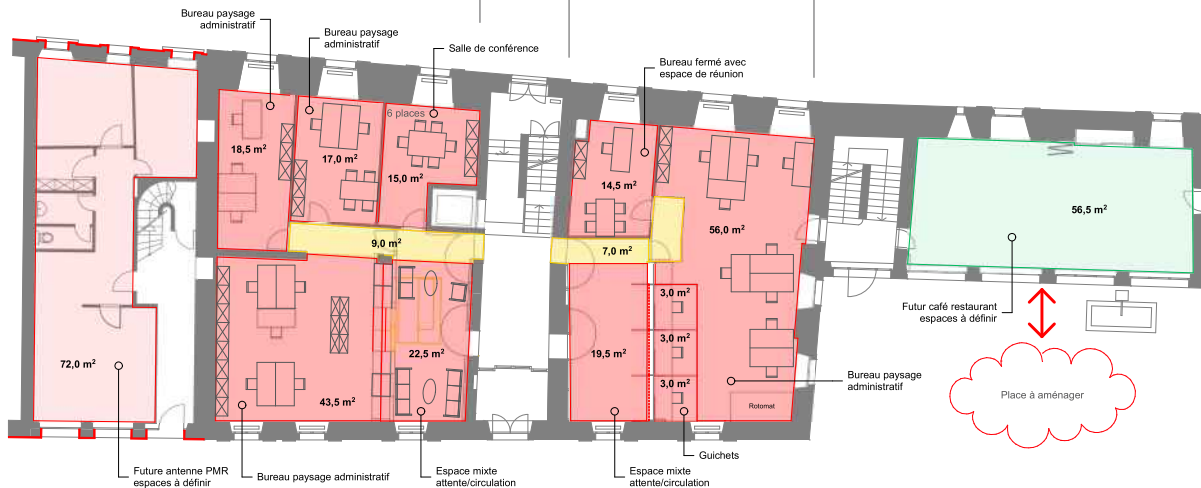 Bureau paysage
administratif
Bureau paysage
administratif
Salle de conférence
Bureau fermé avec
espace de réunion
6 places
18,5 m²
17,0 m²
15,0 m²
14,5 m²
56,0 m²
56,5 m²
9,0 m²
7,0 m²
3,0 m²
3,0 m²
3,0 m²
Futur café restaurant
espaces à définir
72,0 m²
22,5 m²
19,5 m²
43,5 m²
Bureau paysage
administratif
Rotomat
Place à aménager
Guichets
Future antenne PMR
espaces à définir
Bureau paysage administratif
Espace mixte
attente/circulation
Espace mixte
attente/circulation